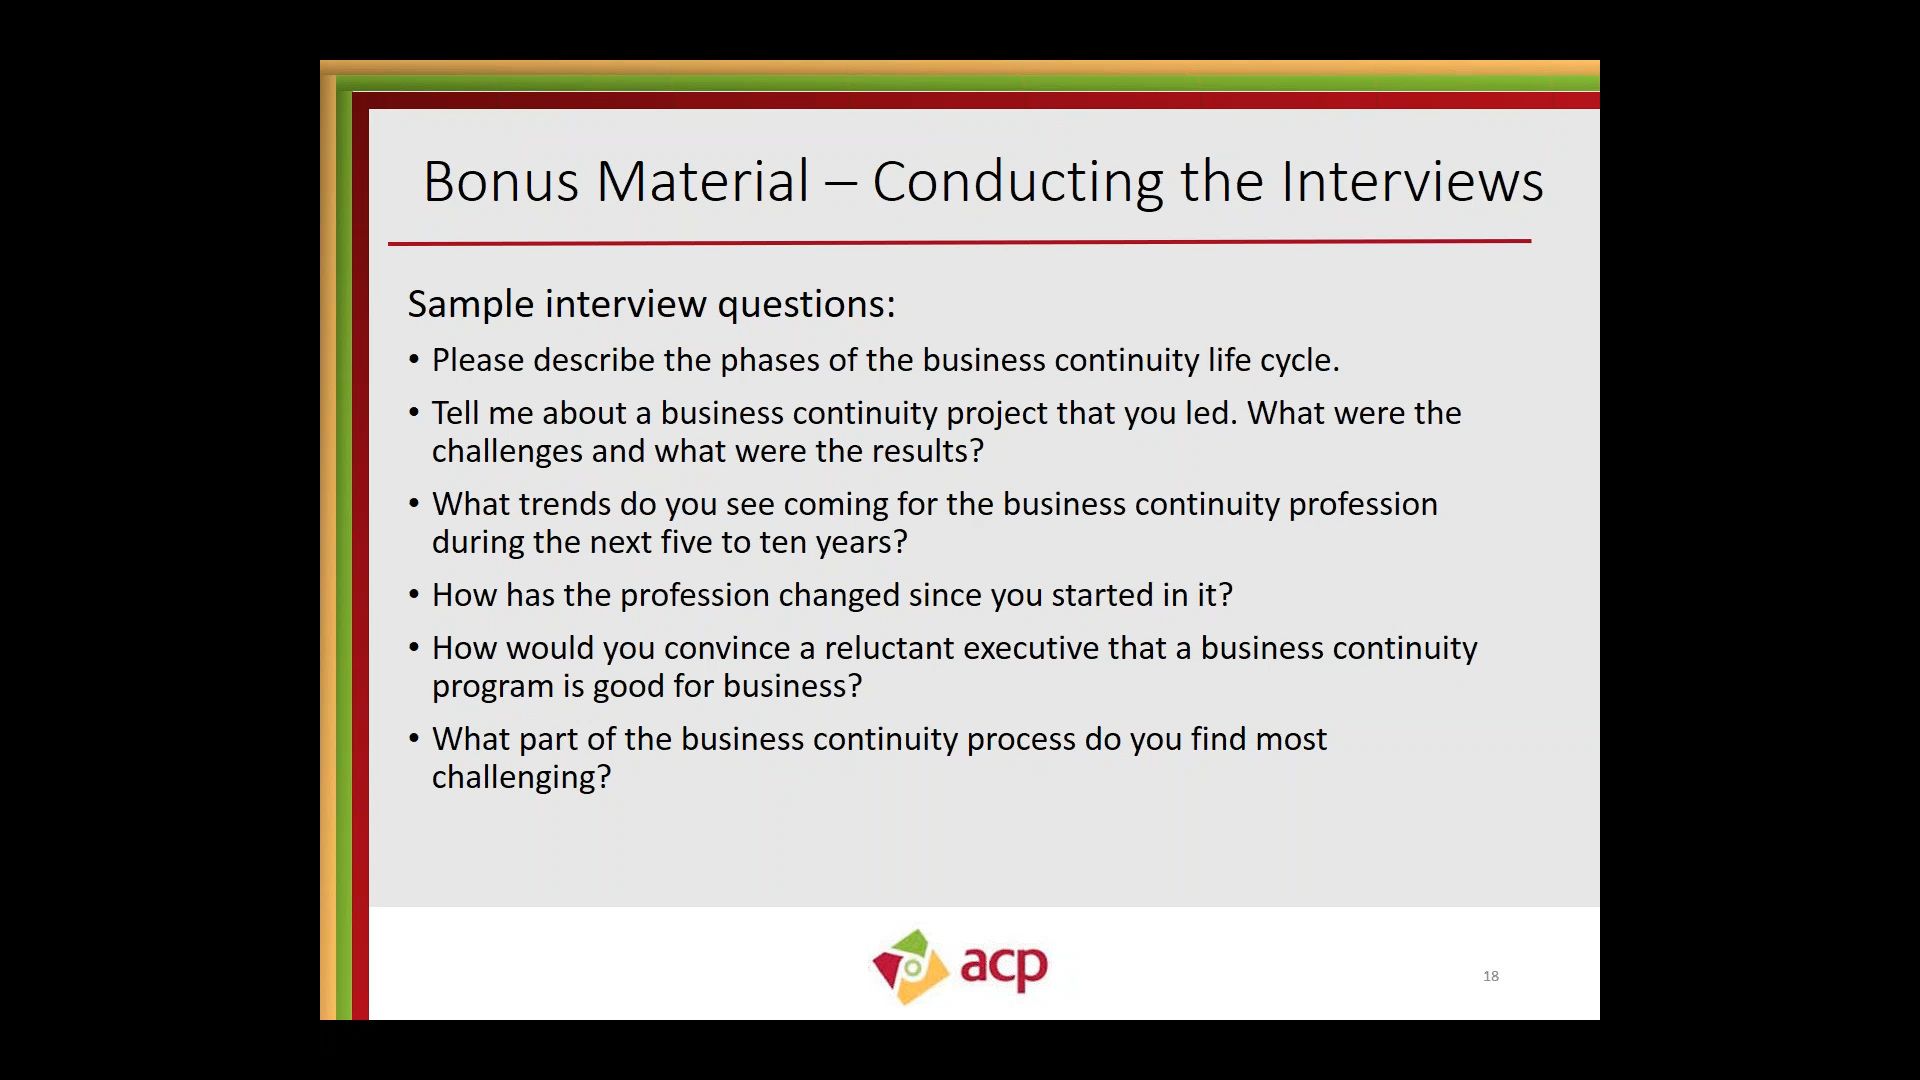 Bonus Material – Conducting the Interviews
Sample interview questions:
• Please describe the phases of the business continuity life cycle.
• Tell me about a business continuity project that you led. What were the
challenges and what were the results?
• What trends do you see coming for the business continuity profession
during the next five to ten years?
• How has the profession changed since you started in it?
• How would you convince a reluctant executive that a business continuity
program is good for business?
• What part of the business continuity process do you find most
challenging?
acp
18